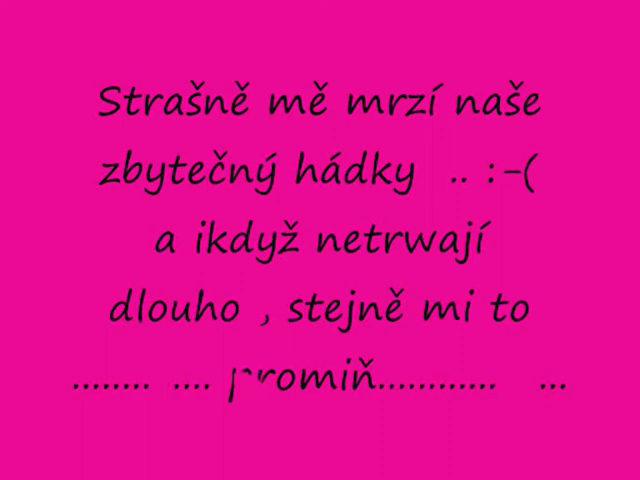 Strašně mě mrzí naše
zbytečný hádky .. :-(
a ikdyž netrwají
dlouho , stejně mi to
........ .... promiň............ ...